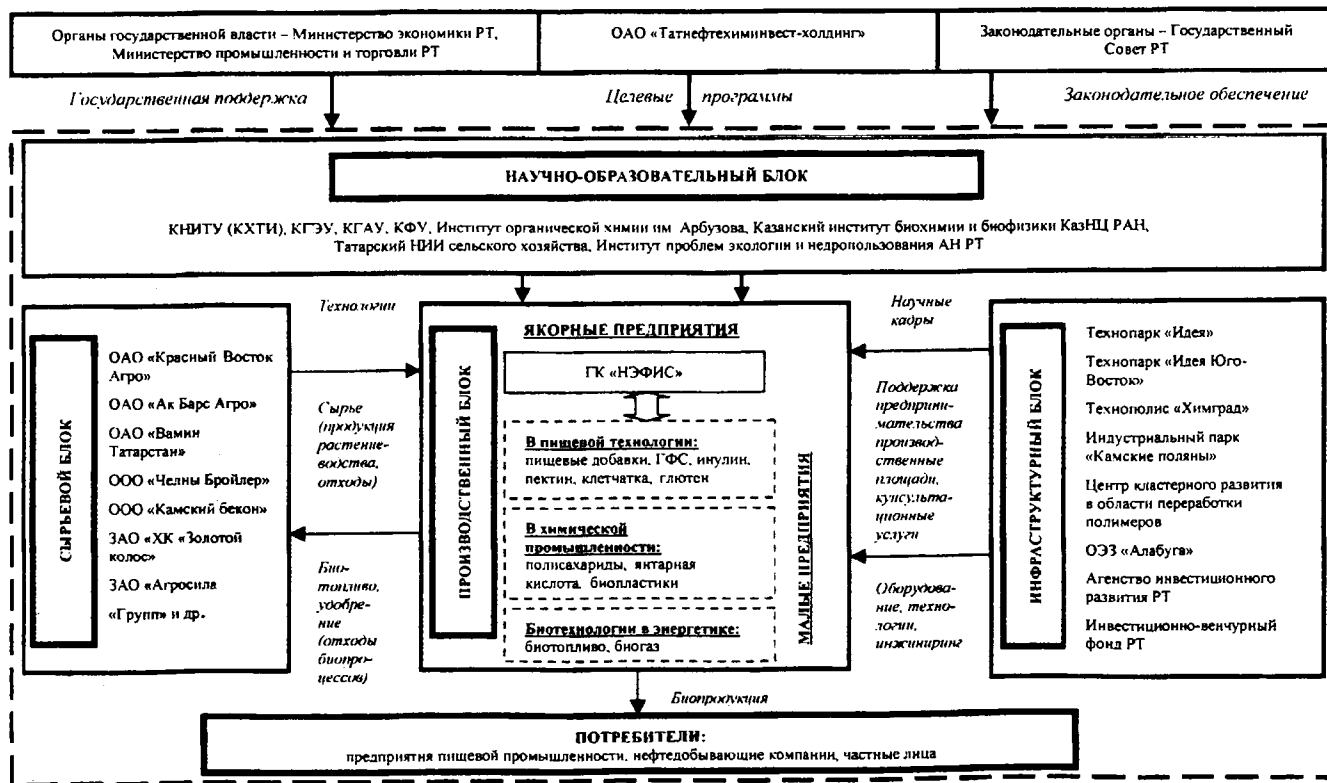 Органы государственной власти – Министерство экономики РТ,
Министерство промышленности и торговли РТ
ОАО «Татнефтехиминвест-холдинг»
Законодательные органы – Государственный
Совет РТ
Государственная поддержка
Целевые программы
Законодательное обеспечение
НАУЧНО-ОБРАЗОВАТЕЛЬНЫЙ БЛОК
КНИТУ (КХТИ), КГЭУ, КГАУ, КФУ, Институт органической химии им Арбузова, Казанский институт биохимии и биофизики КазНЦ РАН,
Татарский НИИ сельского хозяйства, Институт проблем экологии и недропользования АН РТ
СЫРЬЕВОЙ БЛОК
ОАО «Красный Восток
Агро»
ОАО «Ак Барс Агро»
ОАО «Вамин
Татарстан»
ООО «Челны Бройлер»
ООО «Камский бекон»
ЗАО «ХК «Золотой
колос»
ЗАО «Агросила
«Групп» и др.
Технологии
Сырье
(продукция
растение-
водства,
отходы)
Био-
топливо,
удобре-
ние
(отходы
биопро-
цессов)
ПРОИЗВОДСТВЕННЫЙ БЛОК
ЯКОРНЫЕ ПРЕДПРИЯТИЯ
ГК «НЭФИС»
В пищевой технологии:
пищевые добавки, ГФС, инулин,
пектин, клетчатка, глютен
В химической
промышленности:
полисахариды, янтарная
кислота, биопластики
Биотехнологии в энергетике:
биотопливо, биогаз
МАЛЫЕ ПРЕДПРИЯТИЯ
Научные
кадры
Поддержка
предприни-
мательства
производ-
ственные
площади,
кунсульта-
ционные
услуги
Оборудова-
ние, техно-
логии,
инжиниринг
ИНФРАСТРУКТУРНЫЙ БЛОК
Технопарк «Идея»
Технопарк «Идея Юго-
Восток»
Технополис «Химград»
Индустриальный парк
«Камские поляны»
Центр кластерного развития
в области переработки
полимеров
ОЭЗ «Алабуга»
Агенство инвестиционного
развития РТ
Инвестиционно-венчурный
фонд РТ
Биопродукция
ПОТРЕБИТЕЛИ:
предприятия пищевой промышленности, нефтедобывающие компании, частные лица